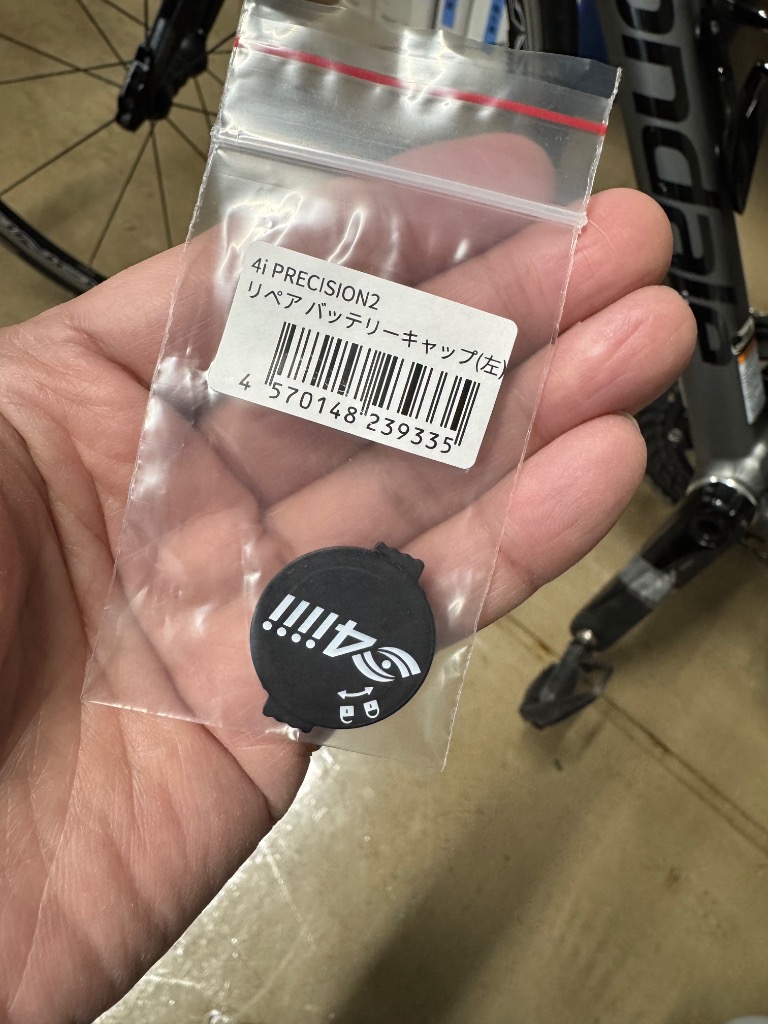 4i PRECISION2
リペア バッテリーキャップ(左)
4 570148 239335
4iiii
ondale